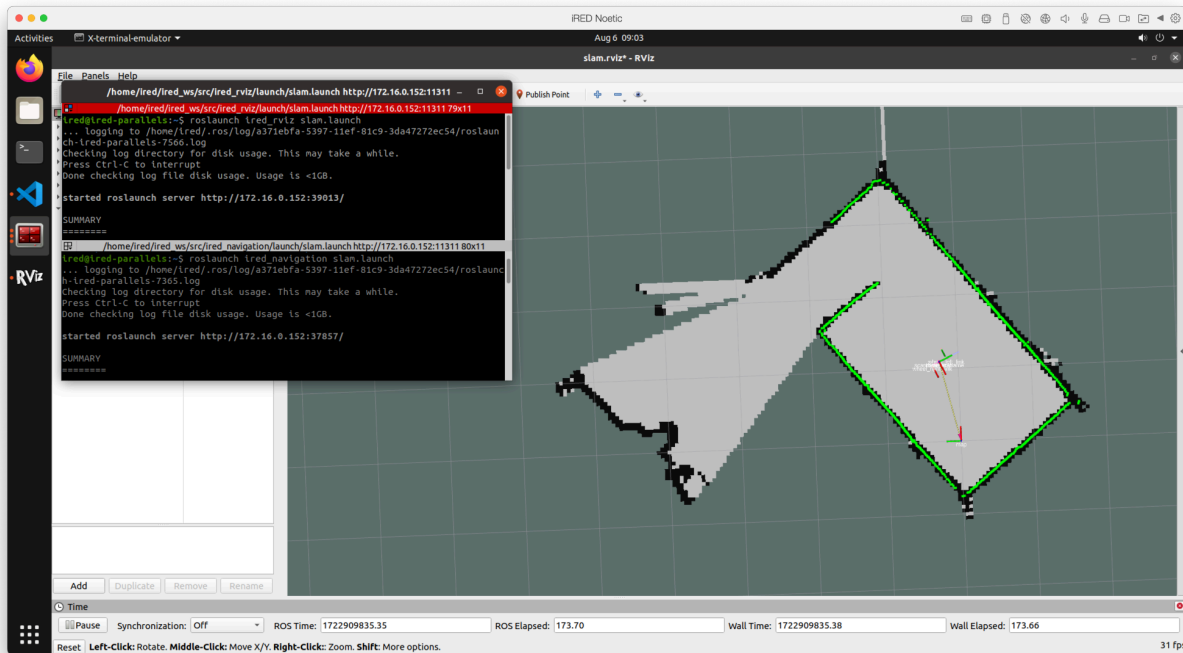 iRED Noetic
Activities
X-terminal-emulator
Aug 6 09:03
slam.rviz* - RViz
File Panels Help
Publish Point
/home/ired/ired_ws/src/ired_rviz/launch/slam.launch http://172.16.0.152:11311
/home/ired/ired_ws/src/ired_rviz/launch/slam.launch http://172.16.0.152:11311 79x11
ired@ired-parallels:~$ roslaunch ired_rviz slam.launch
... logging to /home/ired/.ros/log/a371ebfa-5397-11ef-81c9-3da47272ec54/roslaun
ch-ired-parallels-7566.log
Checking log directory for disk usage. This may take a while.
Press Ctrl-C to interrupt
Done checking log file disk usage. Usage is <1GB.
started roslaunch server http://172.16.0.152:39013/
SUMMARY
========
/home/ired/ired_ws/src/ired_navigation/launch/slam.launch http://172.16.0.152:11311 80x11
ired@ired-parallels:~$ roslaunch ired_navigation slam.launch
... logging to /home/ired/.ros/log/a371ebfa-5397-11ef-81c9-3da47272ec54/roslaunc
h-ired-parallels-7365.log
Checking log directory for disk usage. This may take a while.
Press Ctrl-C to interrupt
Done checking log file disk usage. Usage is <1GB.
started roslaunch server http://172.16.0.152:37857/
SUMMARY
========
RViz
Add Duplicate Remove Rename
Time
Pause Synchronization: Off ROS Time: 1722909835.35 ROS Elapsed: 173.70 Wall Time: 1722909835.38 Wall Elapsed: 173.66
Reset Left-Click: Rotate. Middle-Click: Move X/Y. Right-Click:: Zoom. Shift: More options. 31 fps